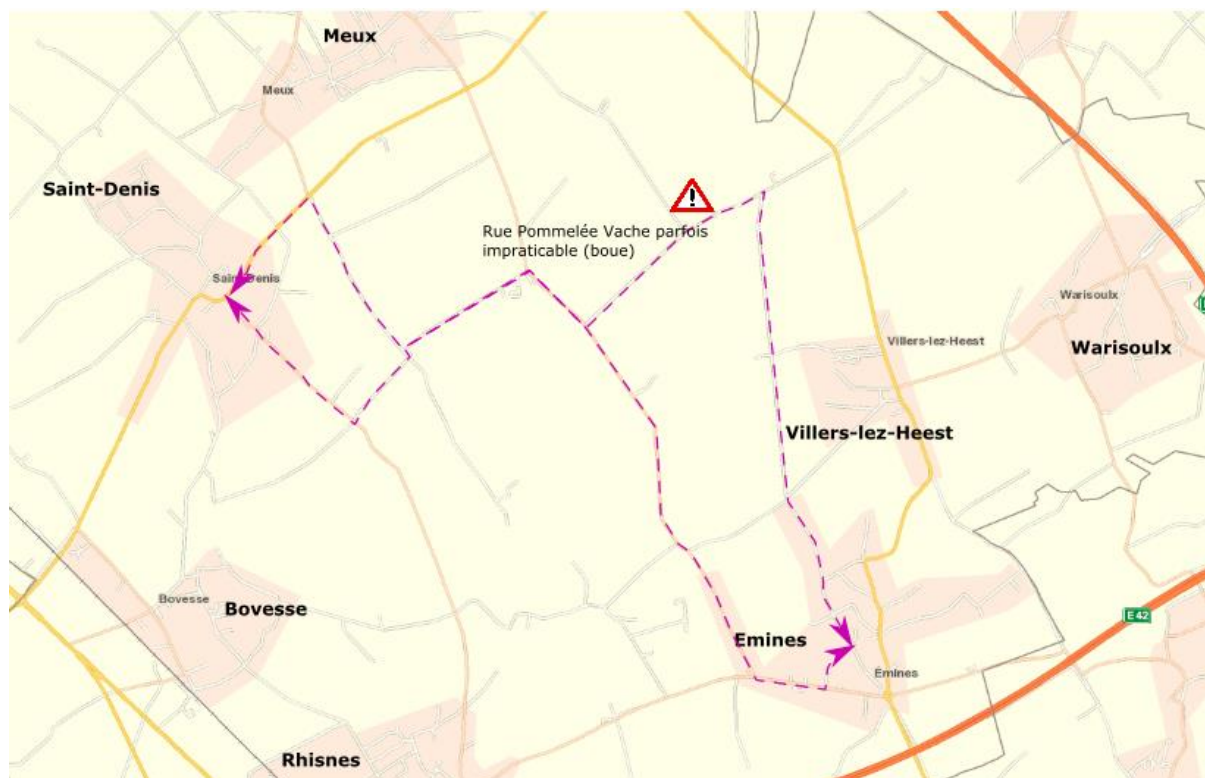 Meux
Meux
Saint-Denis
Rue Pommelée Vache parfois
impraticable (boue)
Saint-Denis
Warisoulx
Villers-lez-Heest
Warisoulx
Villers-lez-Heest
Bovesse
Bovesse
E 42
Emines
Émines
Rhisnes